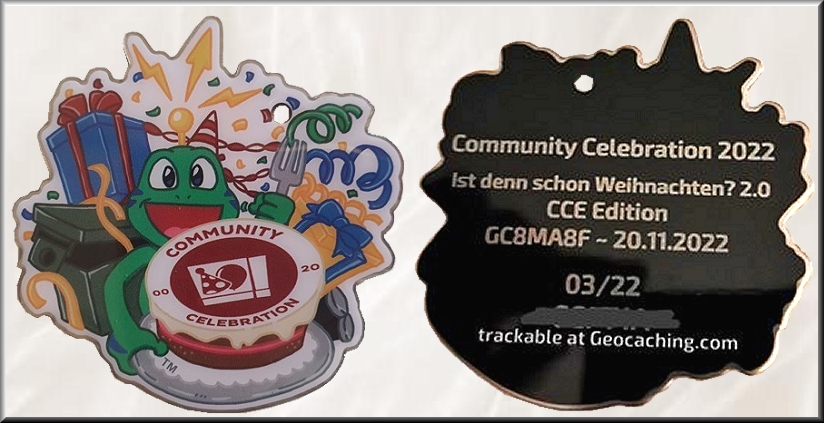 COMMUNITY
00 20
CELEBRATION
TM
Community Celebration 2022
Ist denn schon Weihnachten? 2.0
CCE Edition
GC8MA8F ~ 20.11.2022
03/22
trackable at Geocaching.com